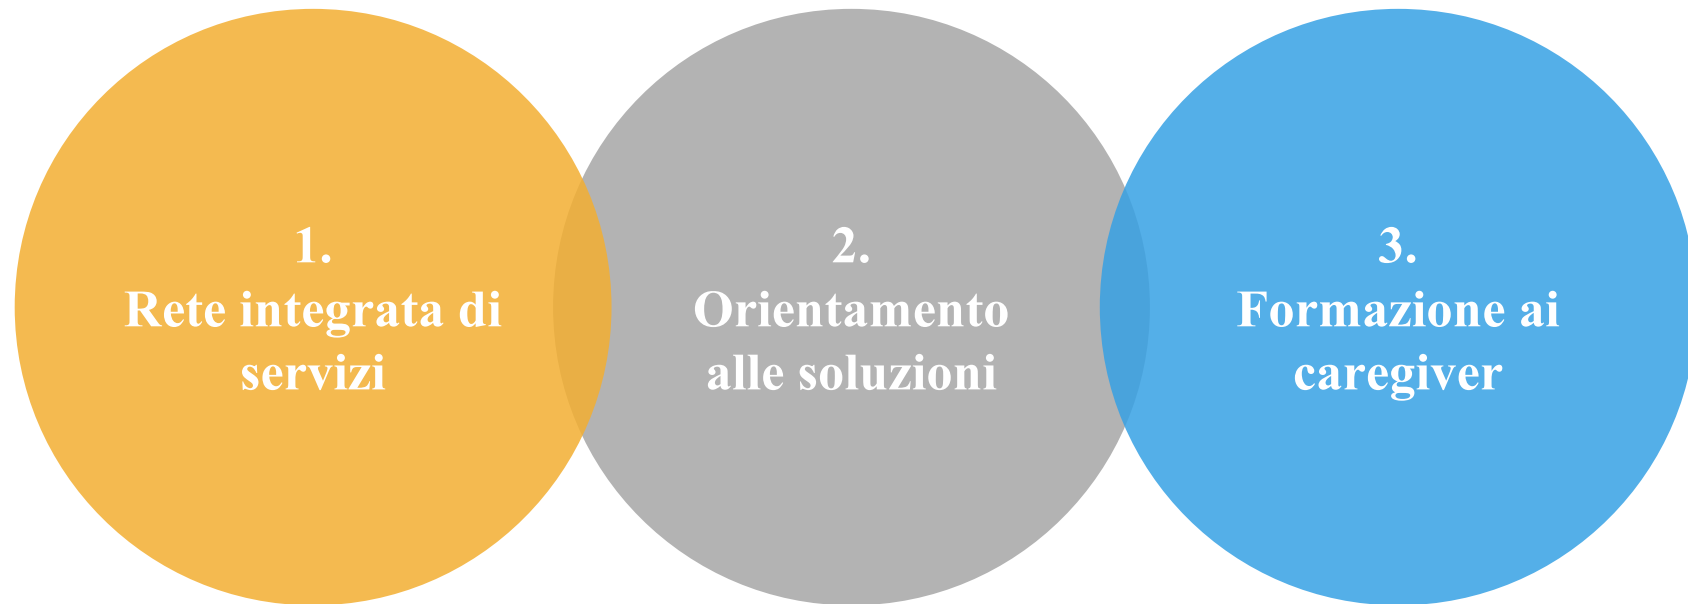 1.
Rete integrata di
servizi
2.
Orientamento
alle soluzioni
3.
Formazione ai
caregiver